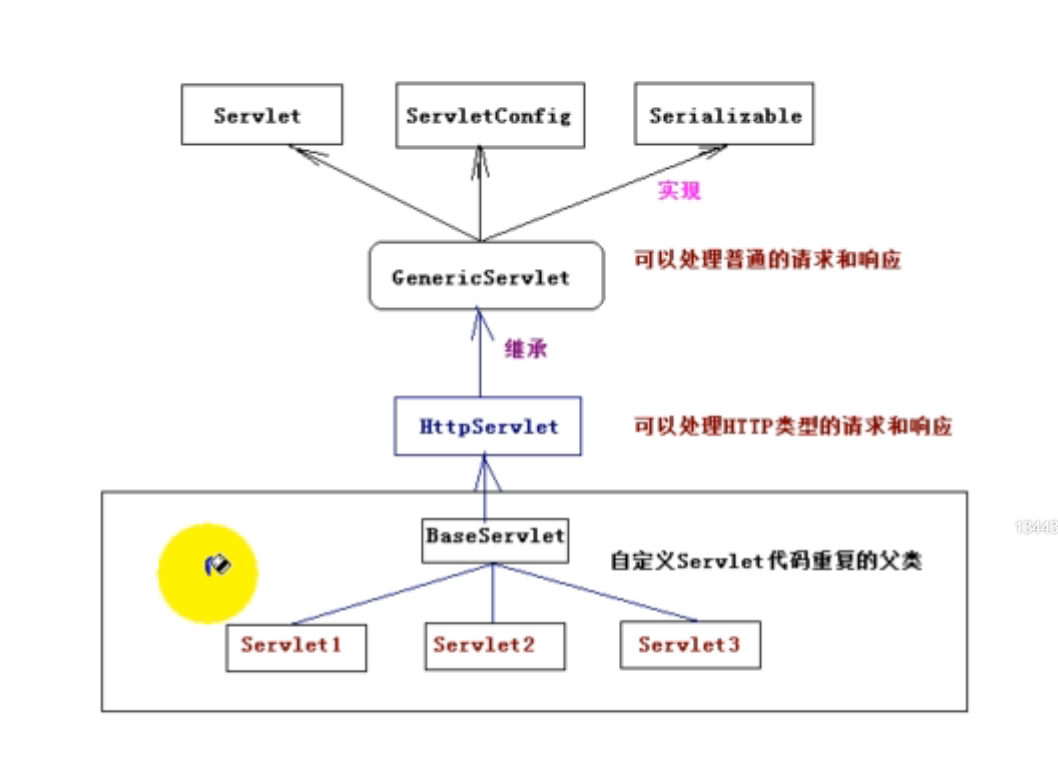 Servlet
ServletConfig
Serializable
实现
可以处理普通的请求和响应
GenericServlet
继承
HttpServlet
可以处理HTTP类型的请求和响应
BaseServlet
自定义Servlet代码重复的父类
Servlet1
Servlet2
Servlet3
13443